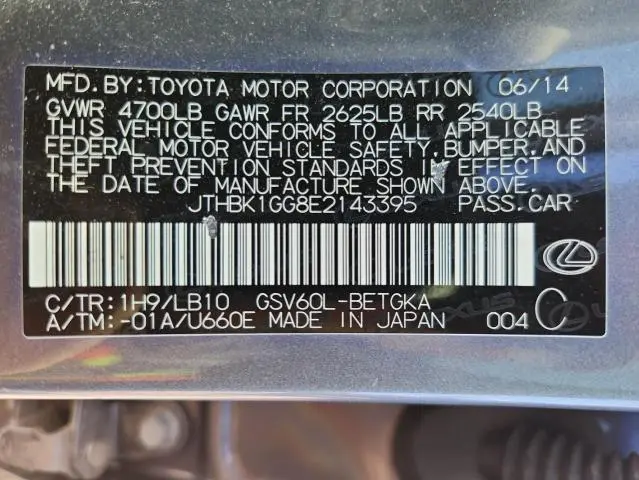 MFD.BY:TOYOTA MOTOR CORPORATION 06/14
GVWR 4700LB GAWR FR 2625LB RR 2540LB
THIS VEHICLE CONFORMS TO ALL APPLICABLE
FEDERAL MOTOR VEHICLE SAFETY,BUMPER,AND
THEFT PREVENTION STANDARDS IN EFFECT ON
THE DATE OF MANUFACTURE SHOWN ABOVE.
JTHBK1GG8E2143395 PASS.CAR
C/TR:1H9/LB10 GSV60L-BETGKA C
A/TM:-01A/U660E MADE IN JAPAN 004